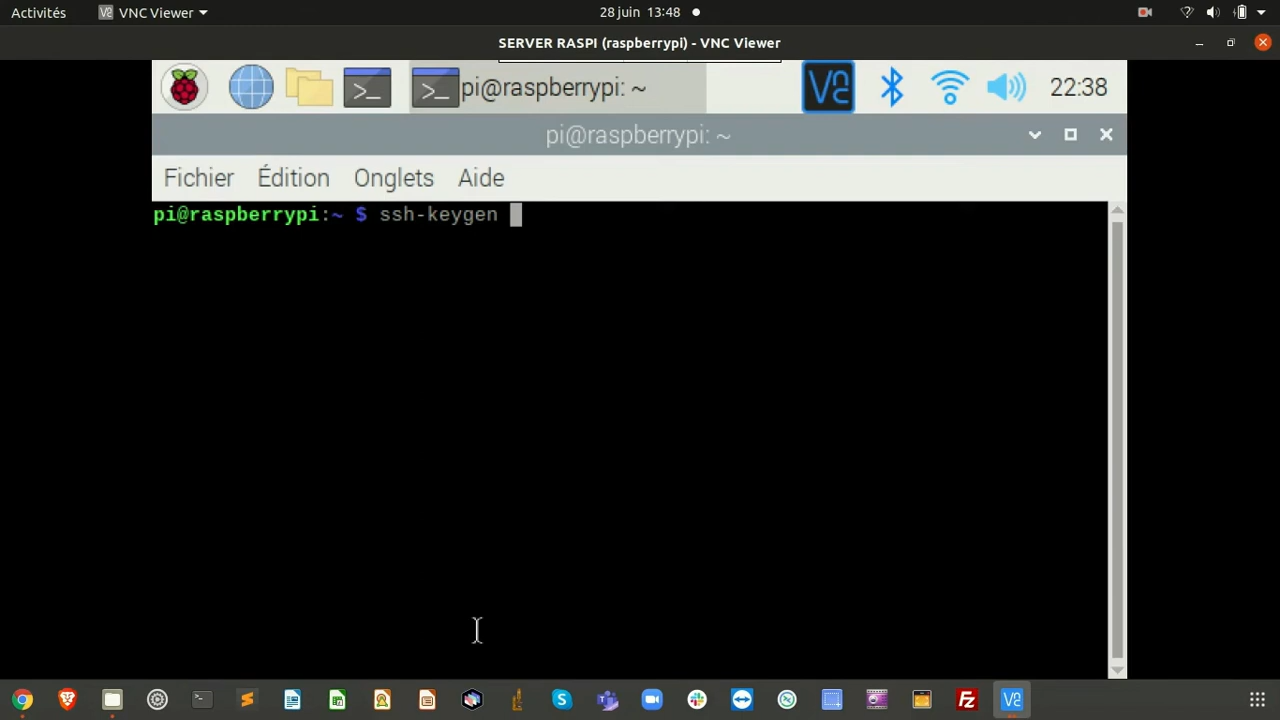 Activités VNC Viewer 28 juin 13:48
SERVER RASPI (raspberrypi) - VNC Viewer
pi@raspberrypi: ~ 22:38
pi@raspberrypi: ~
Fichier Édition Onglets Aide
pi@raspberrypi:~ $ ssh-keygen